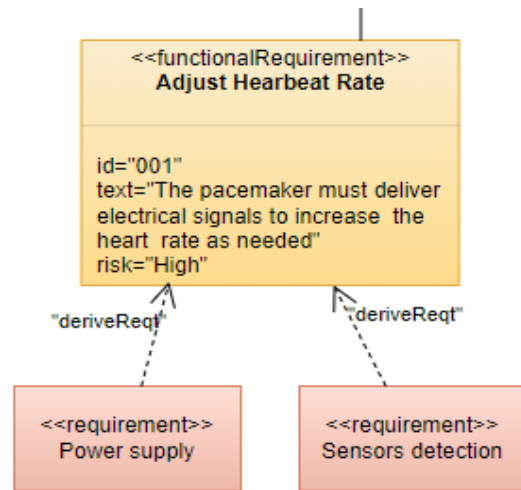 <<functionalRequirement>>
Adjust Hearbeat Rate
id="001"
text="The pacemaker must deliver
electrical signals to increase the
heart rate as needed"
risk="High"
"deriveReqt"
"deriveReqt"
<<requirement>>
Power supply
<<requirement>>
Sensors detection